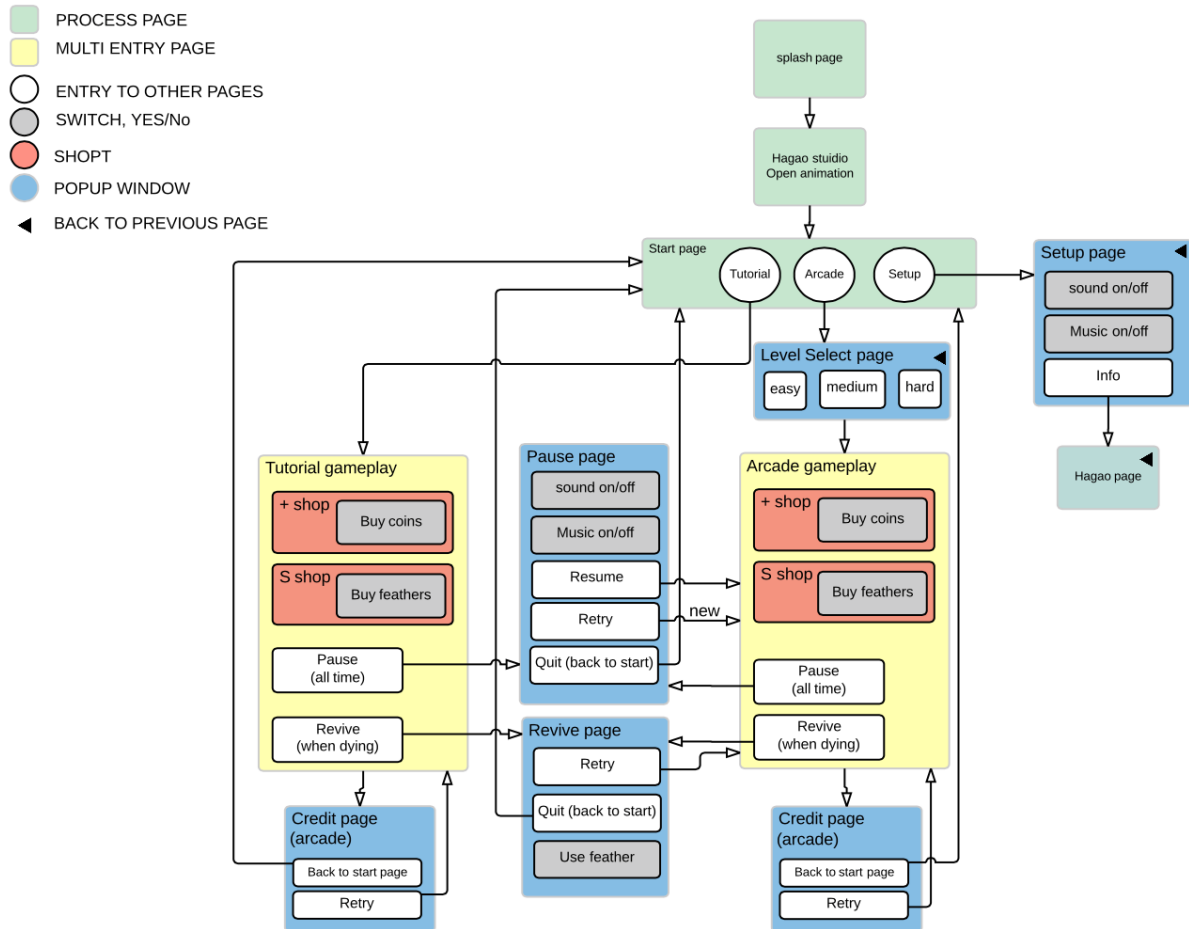 PROCESS PAGE
MULTI ENTRY PAGE
ENTRY TO OTHER PAGES
SWITCH, YES/No
SHOPT
POPUP WINDOW
BACK TO PREVIOUS PAGE
splash page
Hagao stuidio
Open animation
Start page
Tutorial
Arcade
Setup
Setup page
sound on/off
Music on/off
Info
Hagao page
Level Select page
easy
medium
hard
Tutorial gameplay
+ shop
Buy coins
S shop
Buy feathers
Pause
(all time)
Revive
(when dying)
Pause page
sound on/off
Music on/off
Resume
Retry
new
Quit (back to start)
Revive page
Retry
Quit (back to start)
Use feather
Arcade gameplay
+ shop
Buy coins
S shop
Buy feathers
Pause
(all time)
Revive
(when dying)
Credit page
(arcade)
Back to start page
Retry
Credit page
(arcade)
Back to start page
Retry